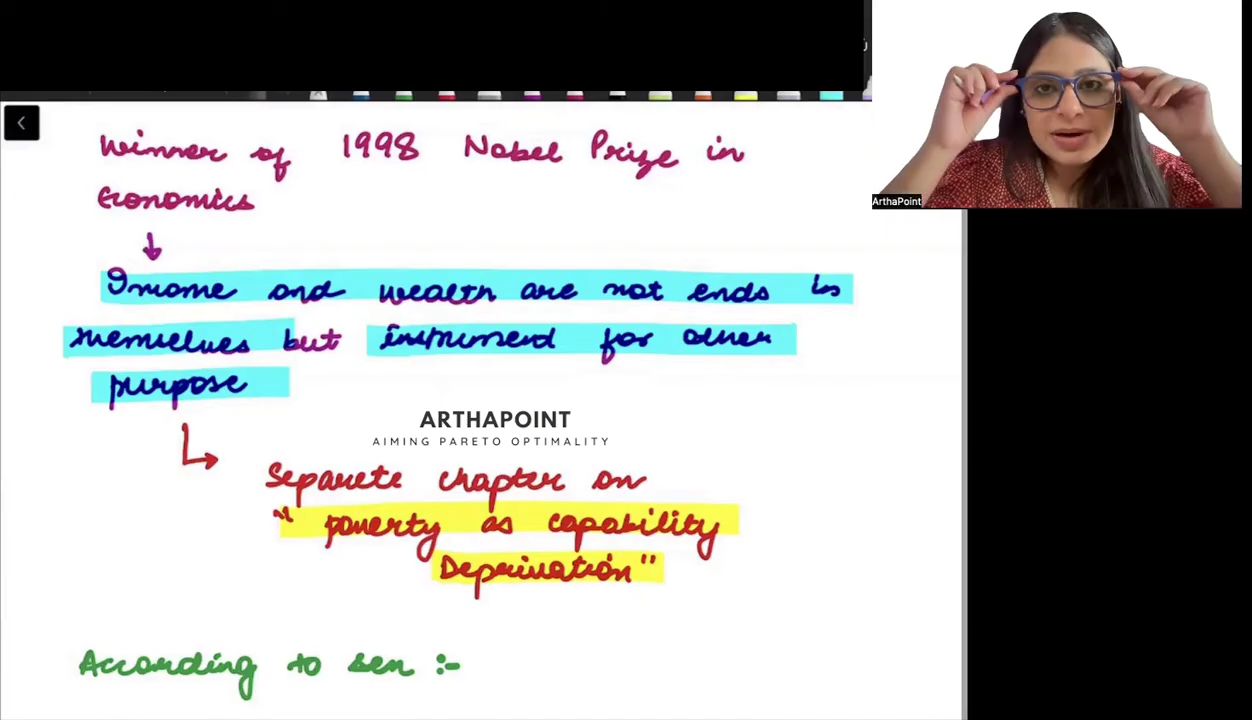 Winner of 1998 Nobel Prize in
Economics
Income and wealth are not ends in
themselves but instrument for other
purpose
ARTHAPOINT
AIMING PARETO OPTIMALITY
Separete chapter on
"poverty as capability
Deprivation"
According to sen :-
ArthaPoint